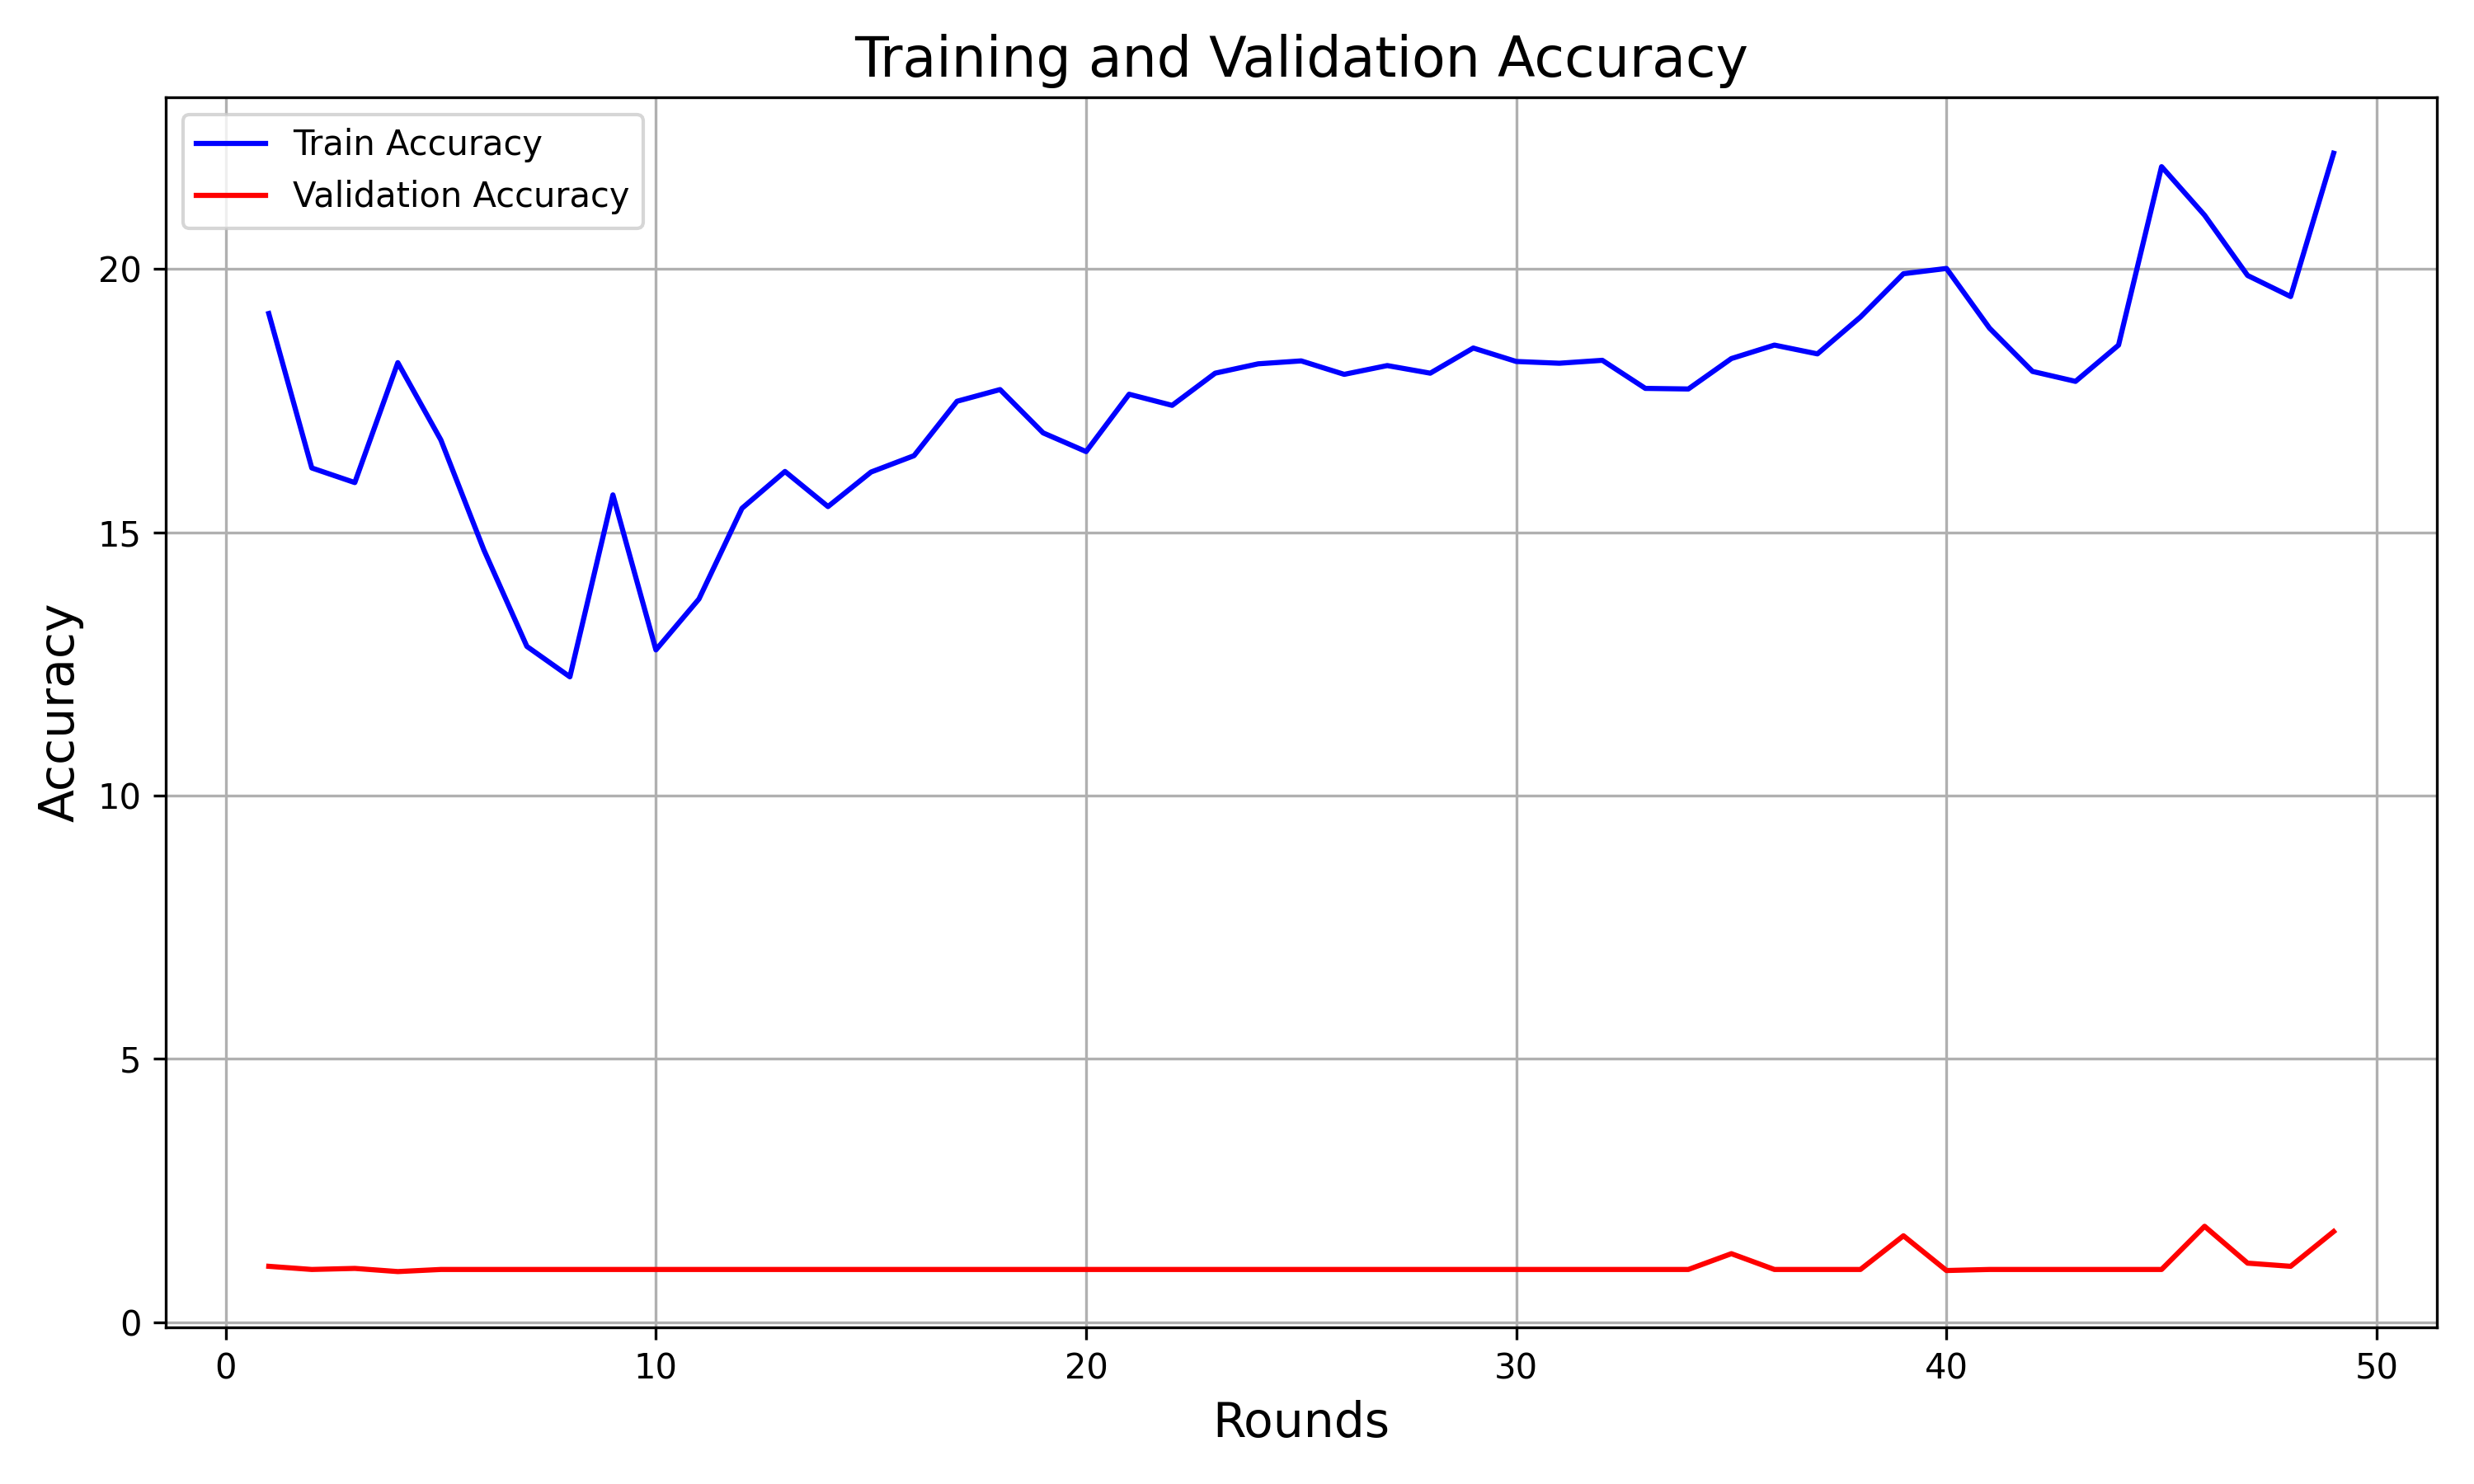 Training and Validation Accuracy
Train Accuracy
Validation Accuracy
Accuracy
20
15
10
5
0
0 10 20 30 40 50
Rounds